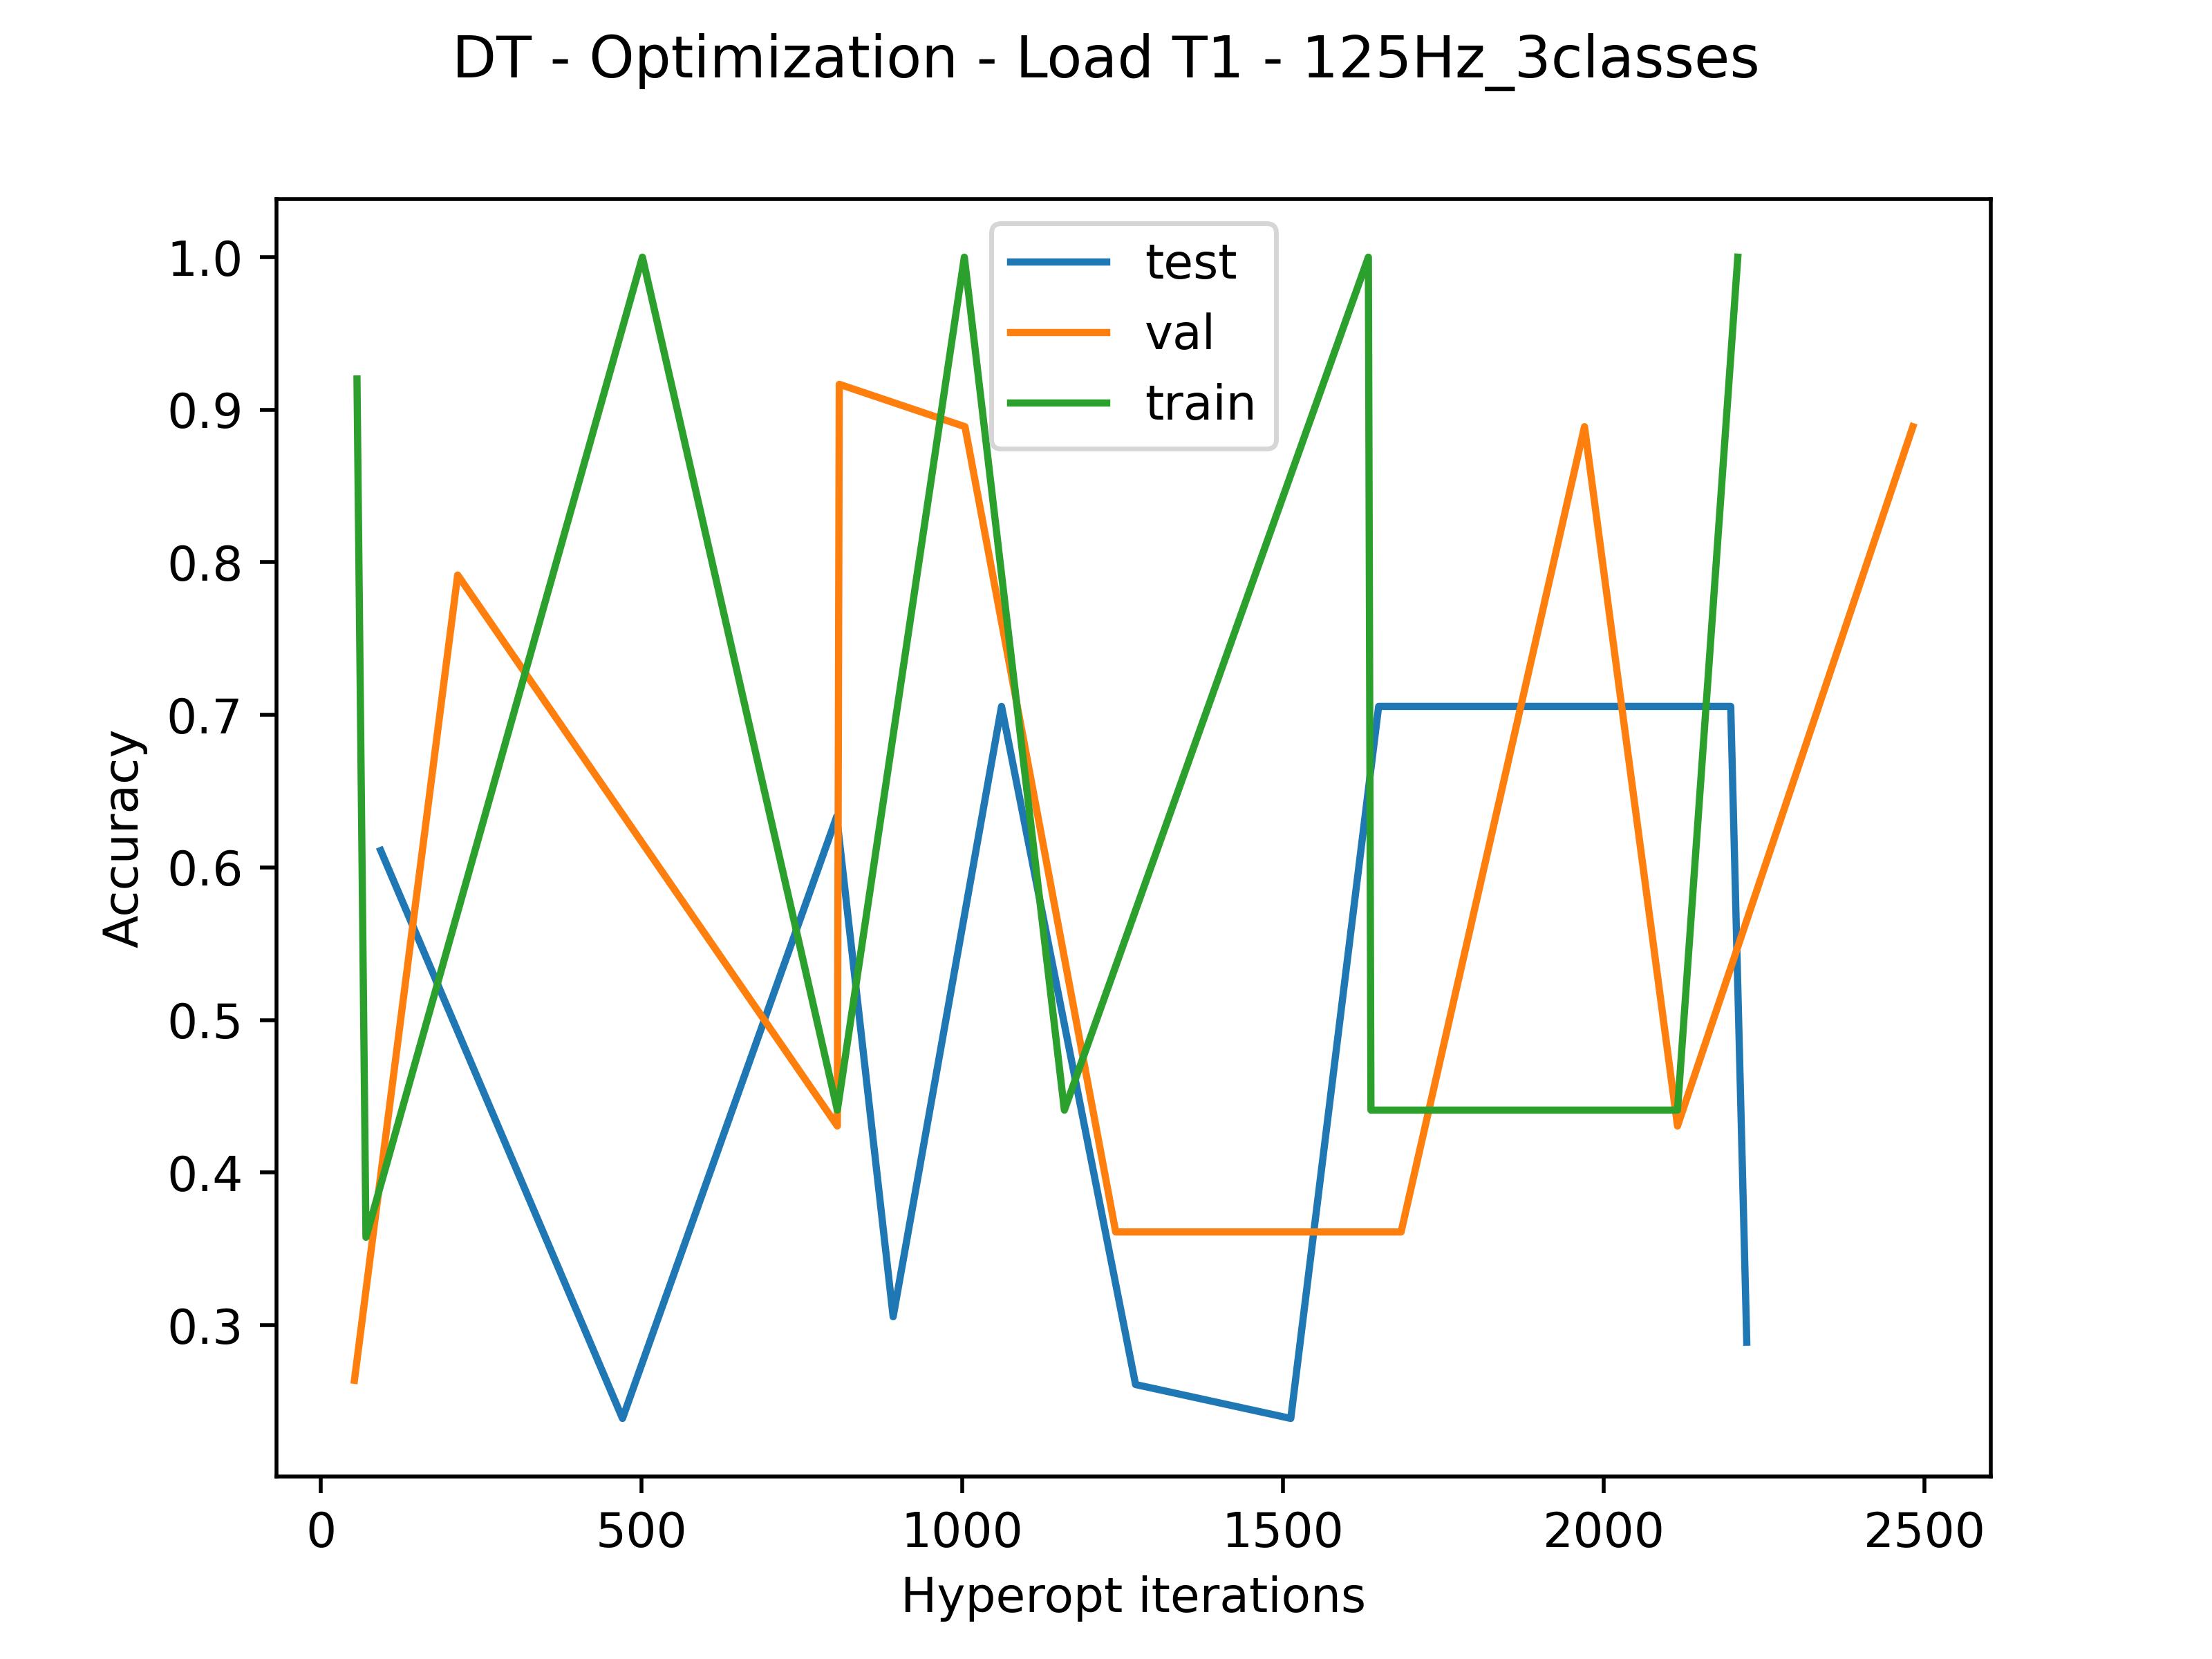 DT - Optimization - Load T1 - 125Hz_3classes
test
val
train
1.0
0.9
0.8
0.7
0.6
0.5
0.4
0.3
Accuracy
0 500 1000 1500 2000 2500
Hyperopt iterations